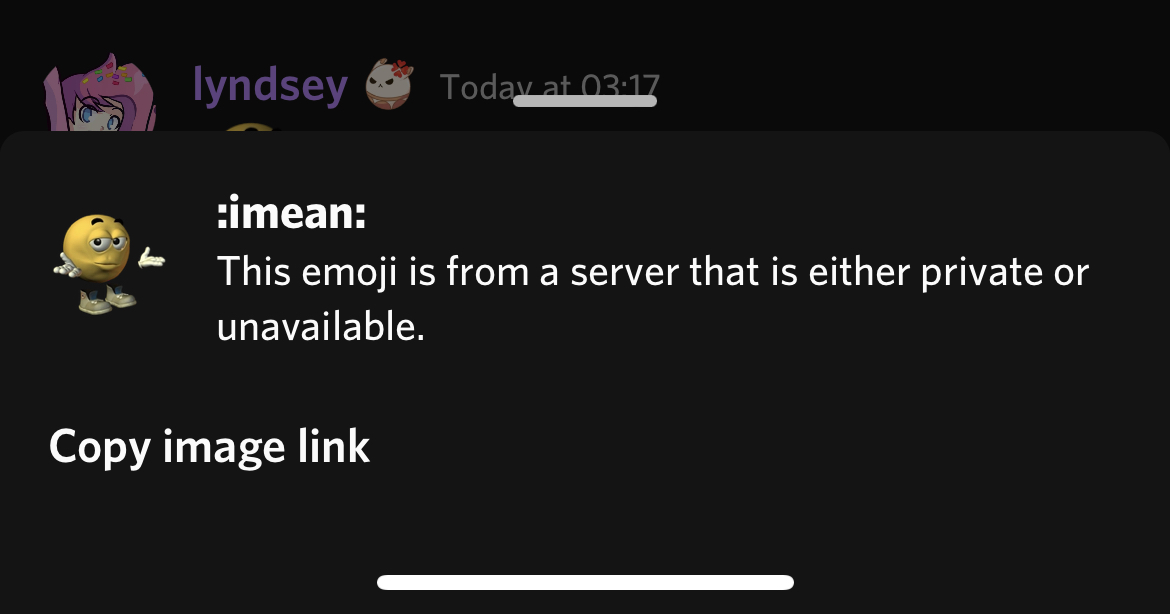 lyndsey Today at 03:17
:imean:
This emoji is from a server that is either private or
unavailable.
Copy image link